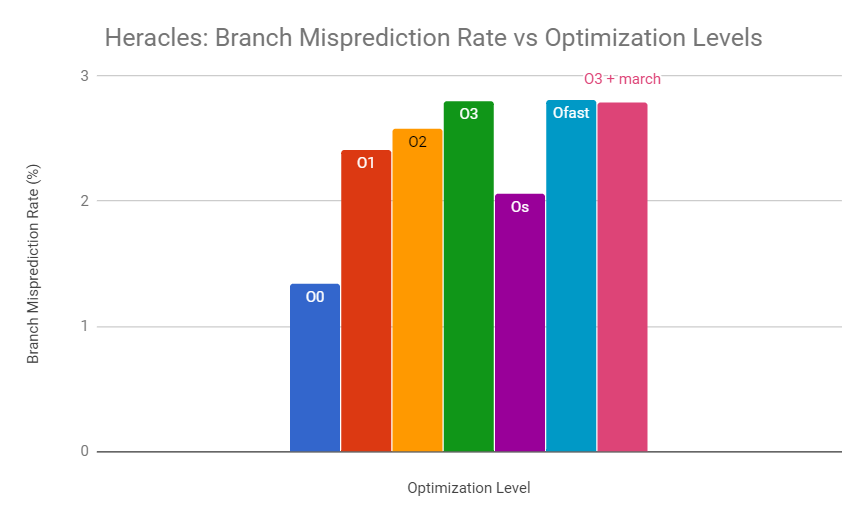 Heracles: Branch Misprediction Rate vs Optimization Levels
Branch Misprediction Rate (%)
3
2
1
0
O0
O1
O2
O3
Os
Ofast
O3 + march
Optimization Level